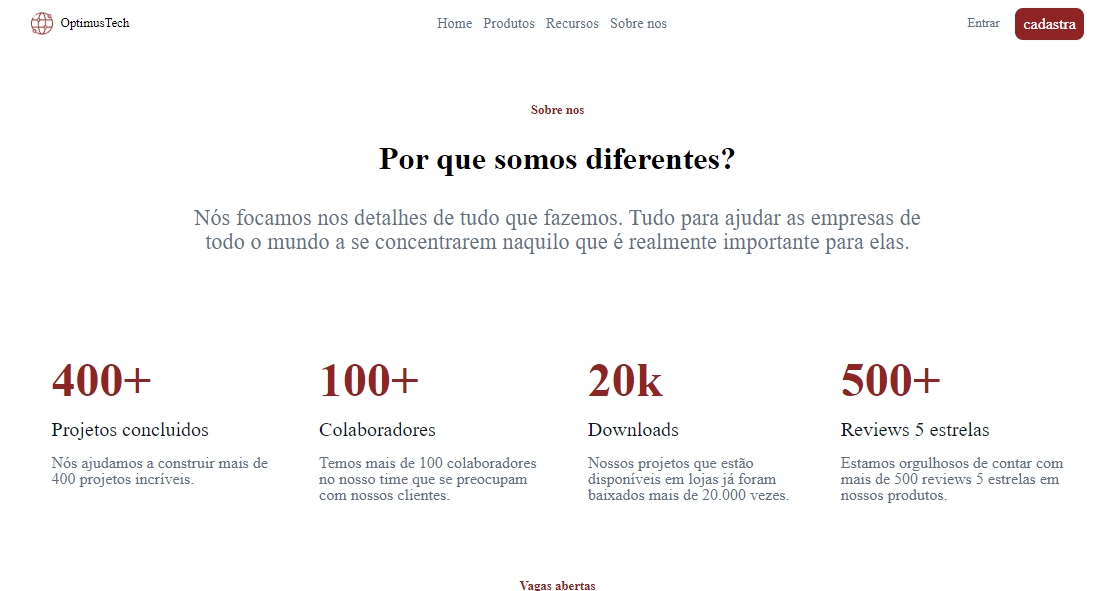 OptimusTech
Home Produtos Recursos Sobre nos
Entrar
cadastra
Sobre nos
Por que somos diferentes?
Nós focamos nos detalhes de tudo que fazemos. Tudo para ajudar as empresas de
todo o mundo a se concentrarem naquilo que é realmente importante para elas.
400+
Projetos concluidos
Nós ajudamos a construir mais de
400 projetos incríveis.
100+
Colaboradores
Temos mais de 100 colaboradores
no nosso time que se preocupam
com nossos clientes.
20k
Downloads
Nossos projetos que estão
disponíveis em lojas já foram
baixados mais de 20.000 vezes.
500+
Reviews 5 estrelas
Estamos orgulhosos de contar com
mais de 500 reviews 5 estrelas em
nossos produtos.
Vagas abertas